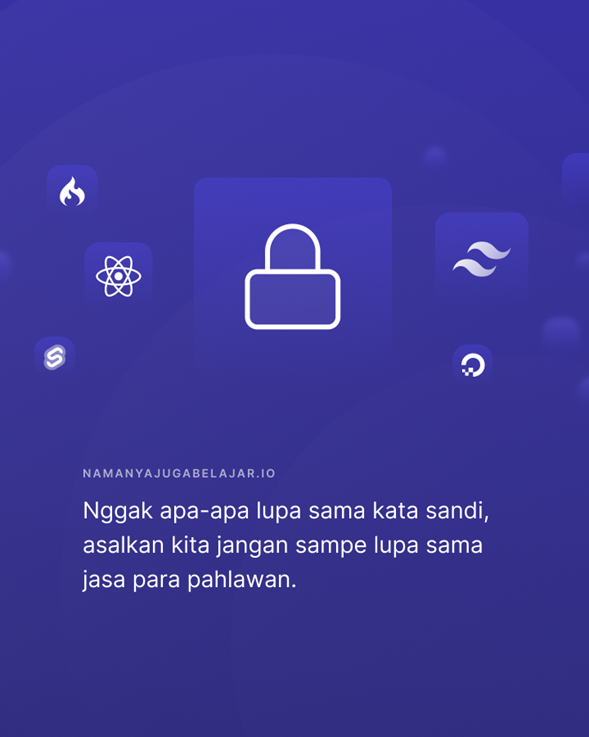 NAMANYAJUGABELAJAR.IO
Nggak apa-apa lupa sama kata sandi,
asalkan kita jangan sampe lupa sama
jasa para pahlawan.